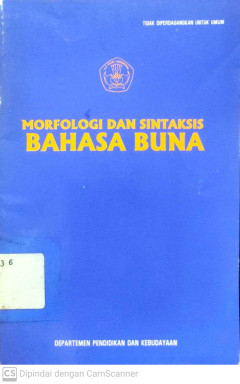 TIDAK DIPERDAGANGKAN UNTUK UMUM
MORFOLOGI DAN SINTAKSIS
BAHASA BUNA
3 6
DEPARTEMEN PENDIDIKAN DAN KEBUDAYAAN
CS Dipindai dengan CamScanner